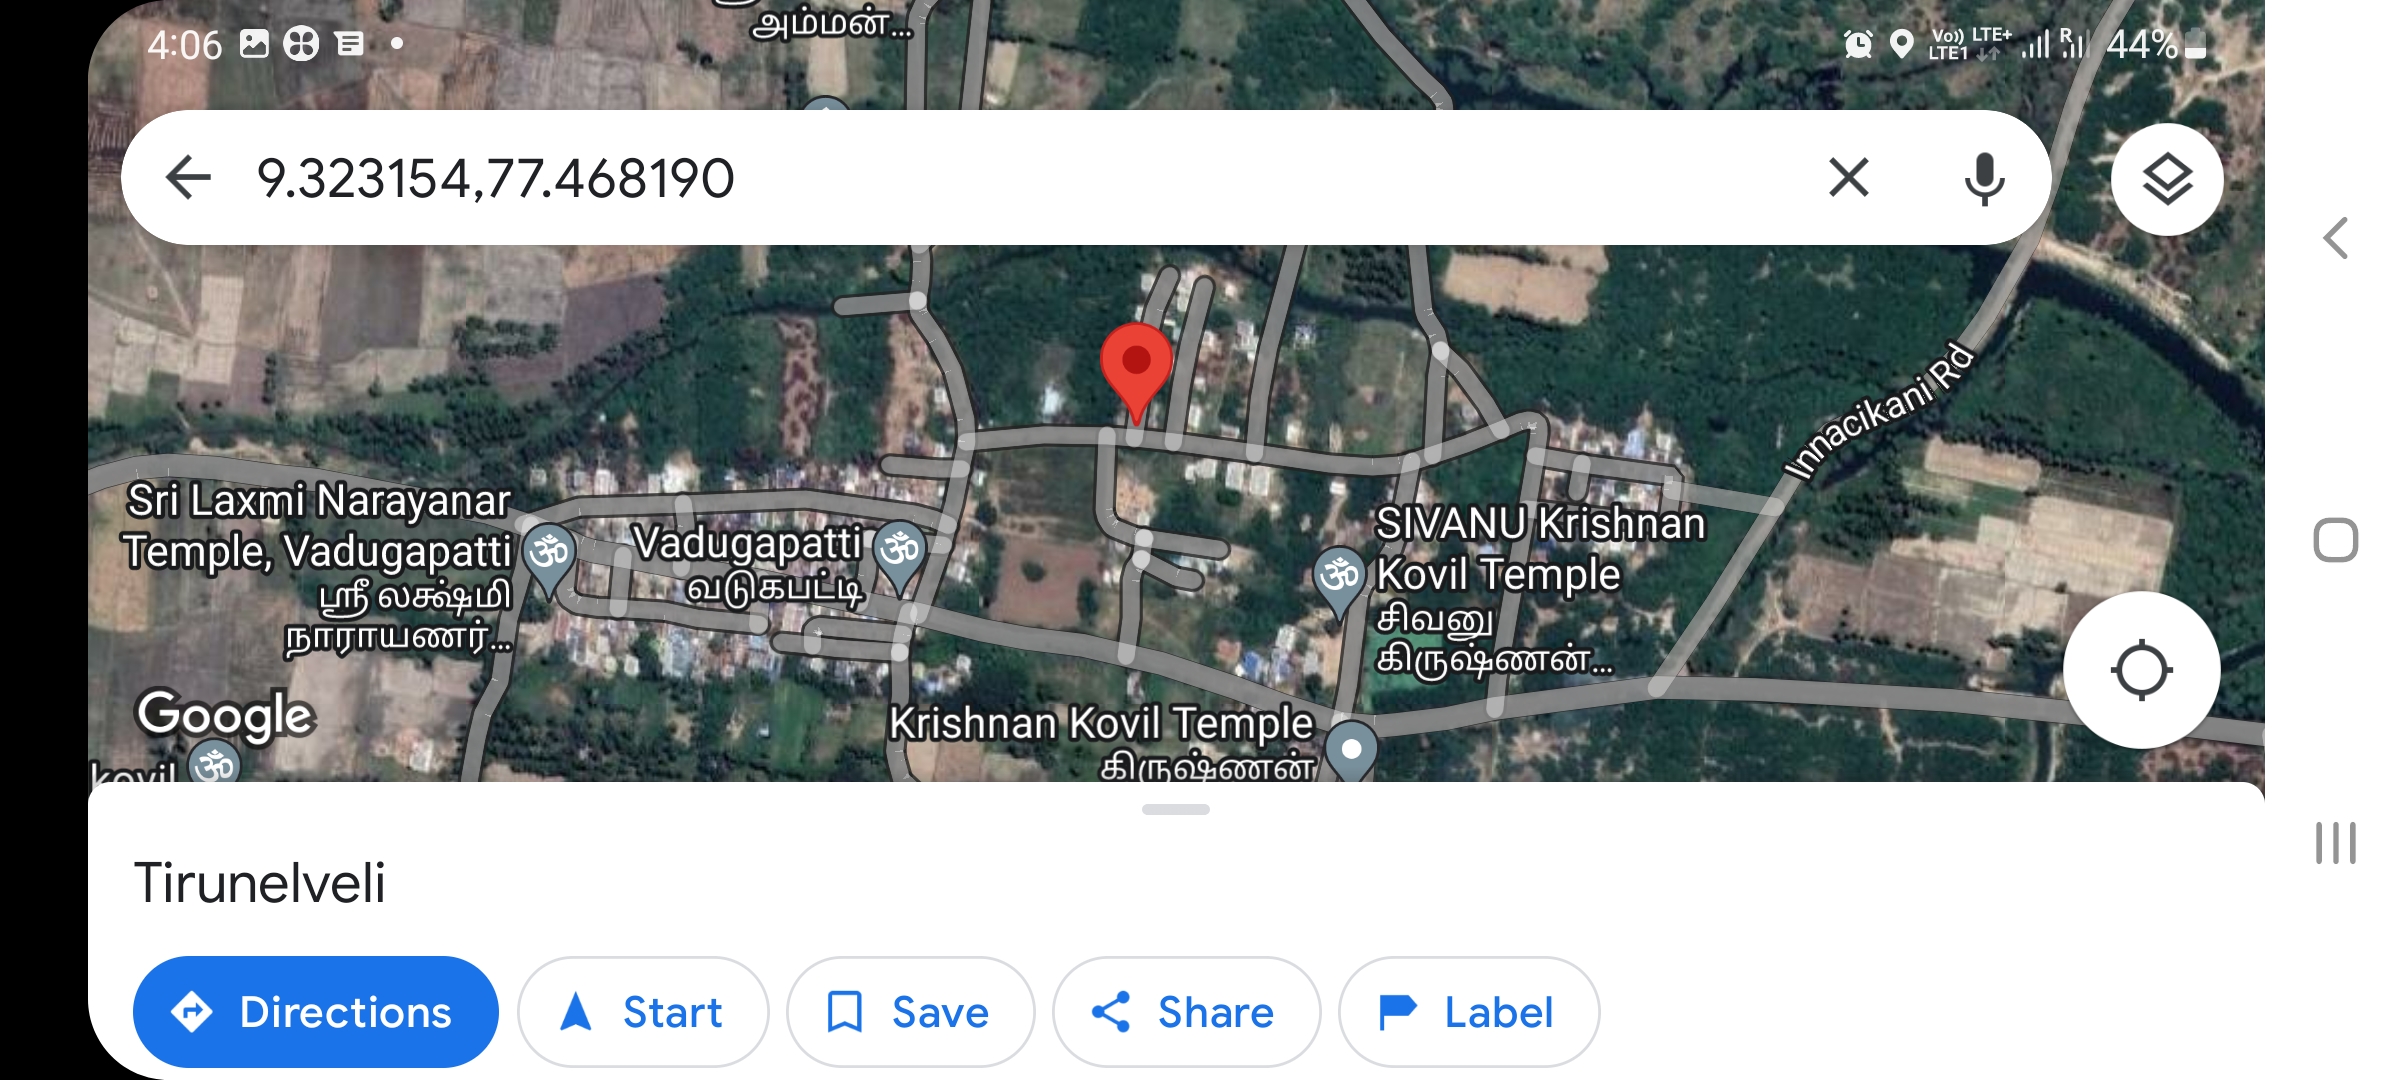 அம்மன்...
4:06
Vo)) LTE+
LTE1
R
44%
9.323154,77.468190
Innacikani Rd
Sri Laxmi Narayanar
Temple, Vadugapatti
ஸ்ரீ லக்ஷ்மி
நாராயணர்...
Vadugapatti
வடுகபட்டி
SIVANU Krishnan
Kovil Temple
சிவனு
கிருஷ்ணன்...
Google
Krishnan Kovil Temple
கிருஷ்ணன்
kovil
Tirunelveli
Directions
Start
Save
Share
Label